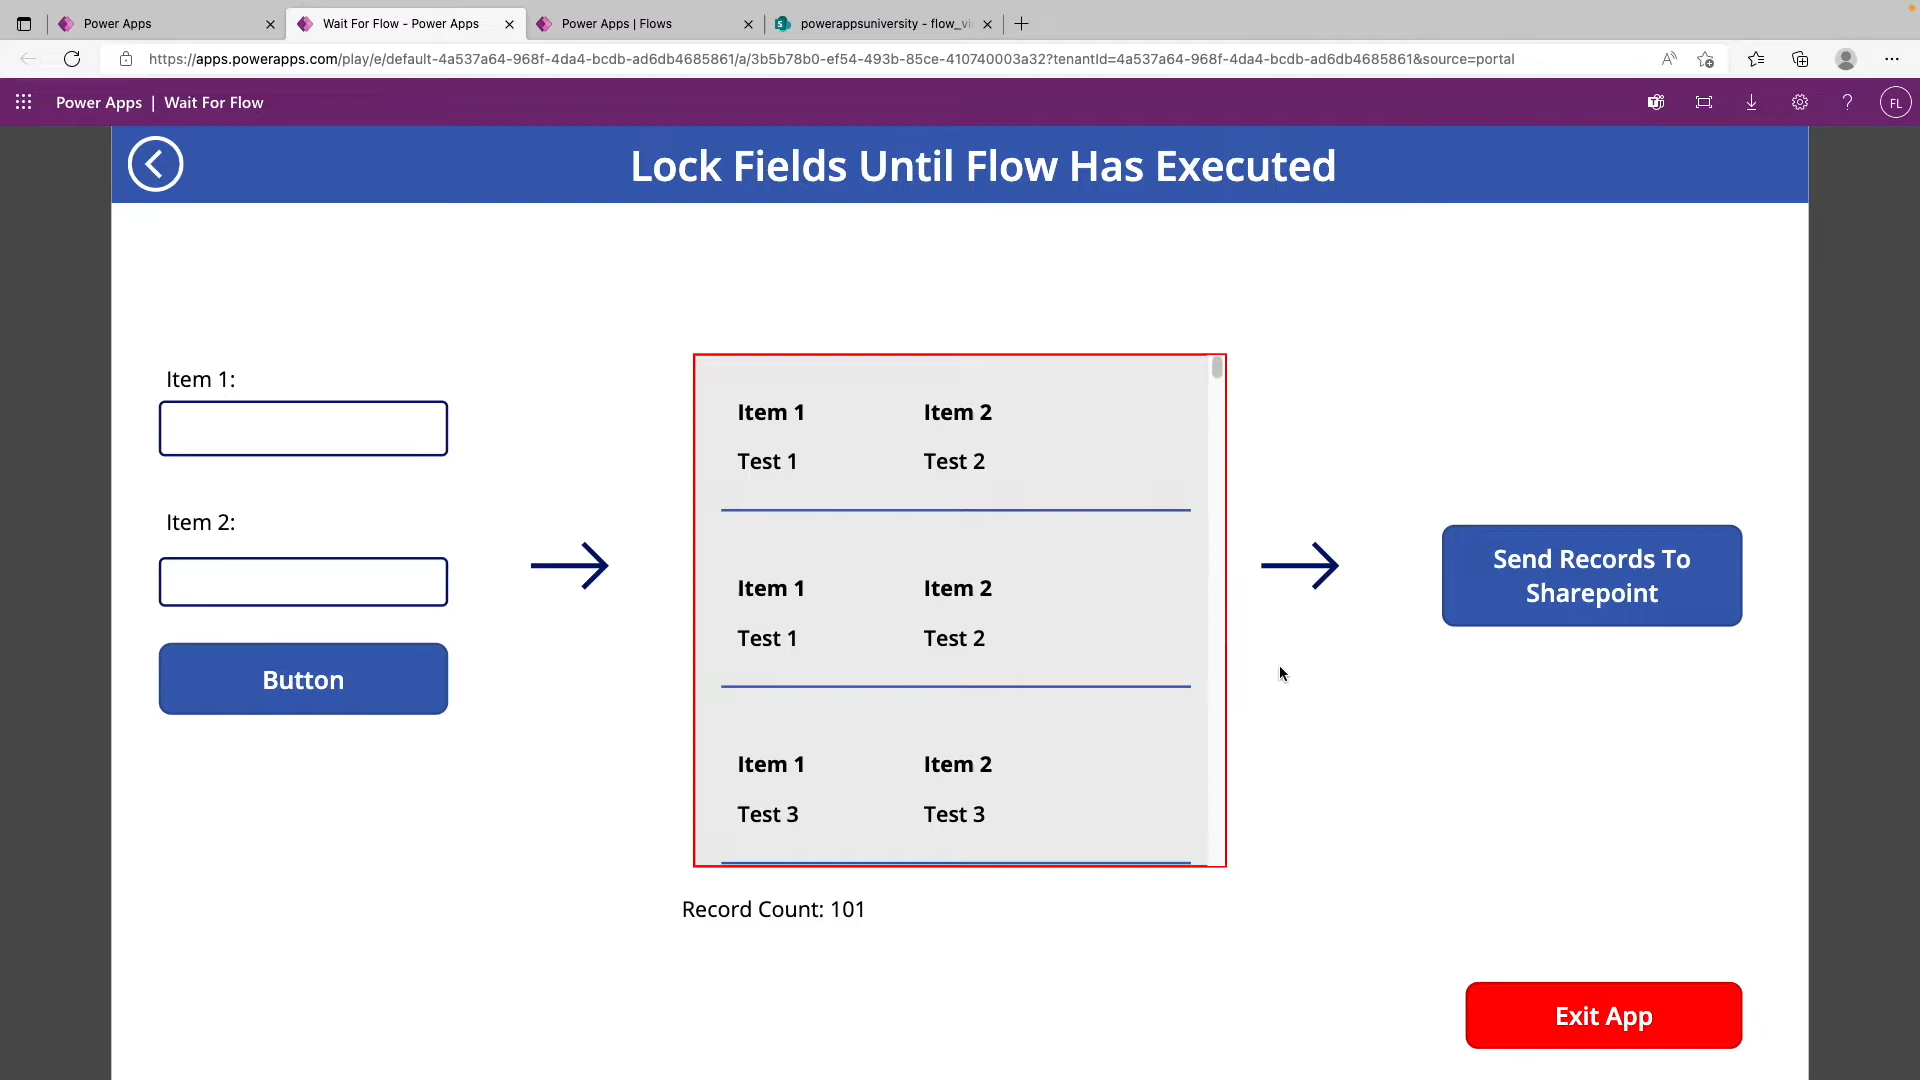 Power Apps
Wait For Flow - Power Apps
Power Apps | Flows
powerappsuniversity - flow_vi
https://apps.powerapps.com/play/e/default-4a537a64-968f-4da4-bcdb-ad6db4685861/a/3b5b78b0-ef54-493b-85ce-410740003a32?tenantId=4a537a64-968f-4da4-bcdb-ad6db4685861&source=portal
Power Apps | Wait For Flow
FL
Lock Fields Until Flow Has Executed
Item 1:
Item 2:
Button
Item 1 Item 2
Test 1 Test 2
Item 1 Item 2
Test 1 Test 2
Item 1 Item 2
Test 3 Test 3
Record Count: 101
Send Records To
Sharepoint
Exit App